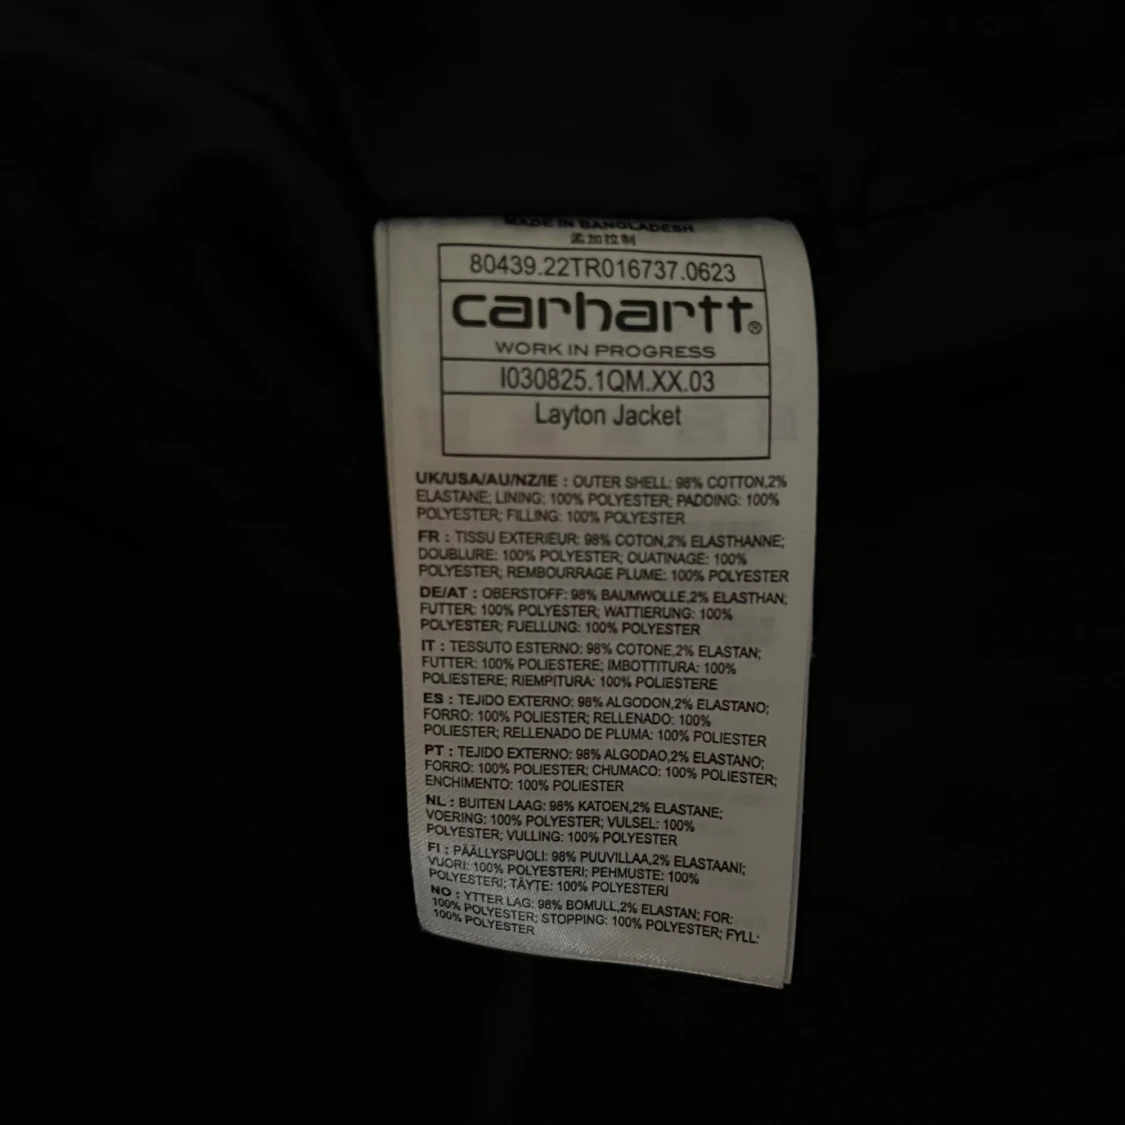 MADE IN BANGLADESH
孟加拉制
80439.22TR016737.0623
carhartt®
WORK IN PROGRESS
I030825.1QM.XX.03
Layton Jacket
UK/USA/AU/NZ/IE : OUTER SHELL: 98% COTTON,2%
ELASTANE; LINING: 100% POLYESTER; PADDING: 100%
POLYESTER; FILLING: 100% POLYESTER
FR : TISSU EXTERIEUR: 98% COTON,2% ELASTHANNE;
DOUBLURE: 100% POLYESTER; OUATINAGE: 100%
POLYESTER; REMBOURRAGE PLUME: 100% POLYESTER
DE/AT : OBERSTOFF: 98% BAUMWOLLE,2% ELASTHAN;
FUTTER: 100% POLYESTER; WATTIERUNG: 100%
POLYESTER; FUELLUNG: 100% POLYESTER
IT : TESSUTO ESTERNO: 98% COTONE,2% ELASTAN;
FUTTER: 100% POLIESTERE; IMBOTTITURA: 100%
POLIESTERE; RIEMPITURA: 100% POLIESTERE
ES : TEJIDO EXTERNO: 98% ALGODON,2% ELASTANO;
FORRO: 100% POLIESTER; RELLENADO: 100%
POLIESTER; RELLENADO DE PLUMA: 100% POLIESTER
PT : TEJIDO EXTERNO: 98% ALGODAO,2% ELASTANO;
FORRO: 100% POLIESTER; CHUMACO: 100% POLIESTER;
ENCHIMENTO: 100% POLIESTER
NL : BUITEN LAAG: 98% KATOEN,2% ELASTANE;
VOERING: 100% POLYESTER; VULSEL: 100%
POLYESTER; VULLING: 100% POLYESTER
FI : PÄÄLLYSPUOLI: 98% PUUVILLAA,2% ELASTAANI;
VUORI: 100% POLYESTERI; PEHMUSTE: 100%
POLYESTERI; TÄYTE: 100% POLYESTERI
NO : YTTER LAG: 98% BOMULL,2% ELASTAN; FOR:
100% POLYESTER; STOPPING: 100% POLYESTER; FYLL:
100% POLYESTER